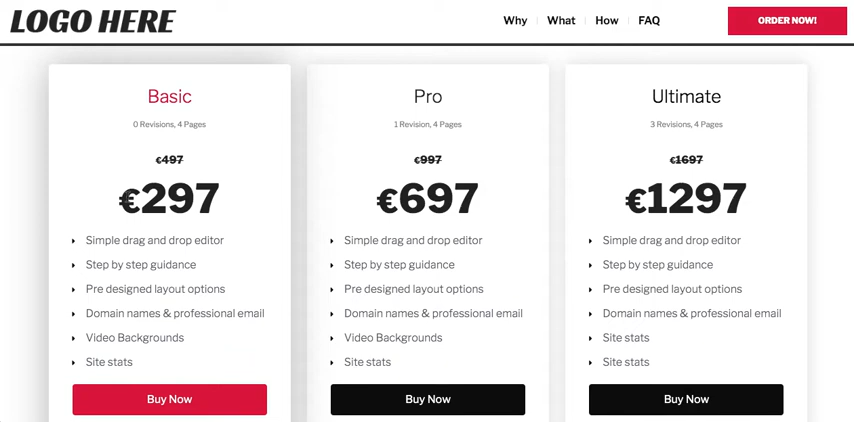 LOGO HERE
Why
What
How
FAQ
ORDER NOW!
Basic
0 Revisions, 4 Pages
€497
€297
Simple drag and drop editor
Step by step guidance
Pre designed layout options
Domain names & professional email
Video Backgrounds
Site stats
Buy Now
Pro
1 Revision, 4 Pages
€997
€697
Simple drag and drop editor
Step by step guidance
Pre designed layout options
Domain names & professional email
Video Backgrounds
Site stats
Buy Now
Ultimate
3 Revisions, 4 Pages
€1697
€1297
Simple drag and drop editor
Step by step guidance
Pre designed layout options
Domain names & professional email
Site stats
Site stats
Buy Now